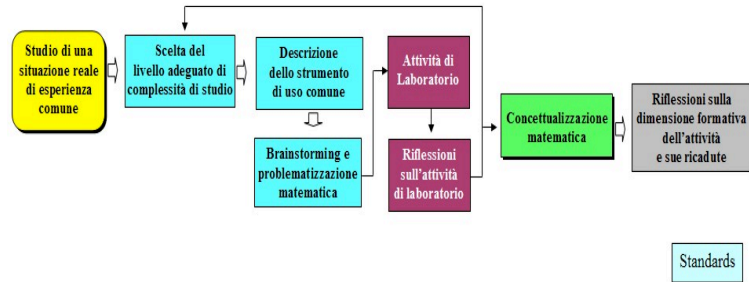 Studio di una
situazione reale
di esperienza
comune
Scelta del
livello adeguato di
complessità di studio
Descrizione
dello strumento
di uso comune
Brainstorming e
problematizzazione
matematica
Attività di
Laboratorio
Riflessioni
sull'attività
di laboratorio
Concettualizzazione
matematica
Riflessioni sulla
dimensione formativa
dell'attività
e sue ricadute
Standards